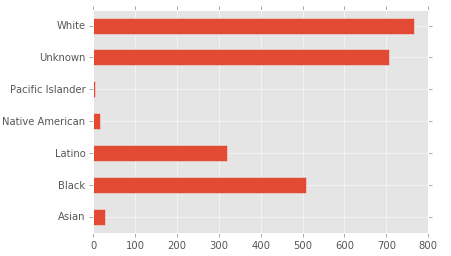 White
Unknown
Pacific Islander
Native American
Latino
Black
Asian
0 100 200 300 400 500 600 700 800